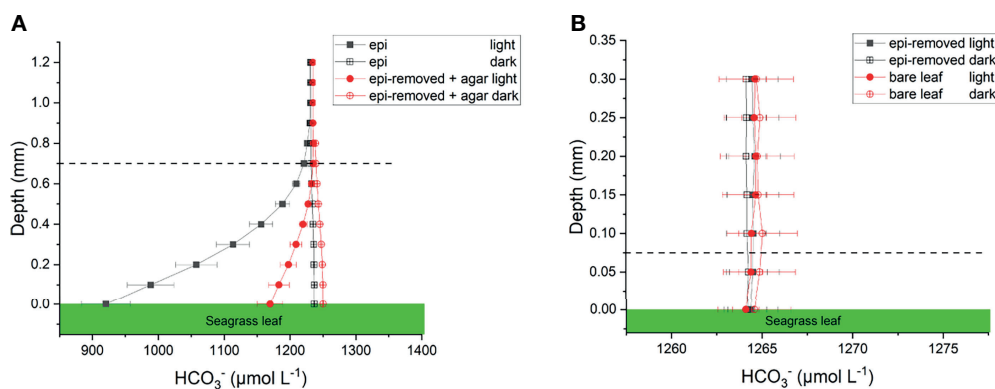 A
epi light
epi dark
epi-removed + agar light
epi-removed + agar dark
Depth (mm)
1.2
1.0
0.8
0.6
0.4
0.2
0.0
Seagrass leaf
900 1000 1100 1200 1300 1400
HCO₃⁻ (µmol L⁻¹)
B
epi-removed light
epi-removed dark
bare leaf light
bare leaf dark
Depth (mm)
0.35
0.30
0.25
0.20
0.15
0.10
0.05
0.00
Seagrass leaf
1260 1265 1270 1275
HCO₃⁻ (µmol L⁻¹)